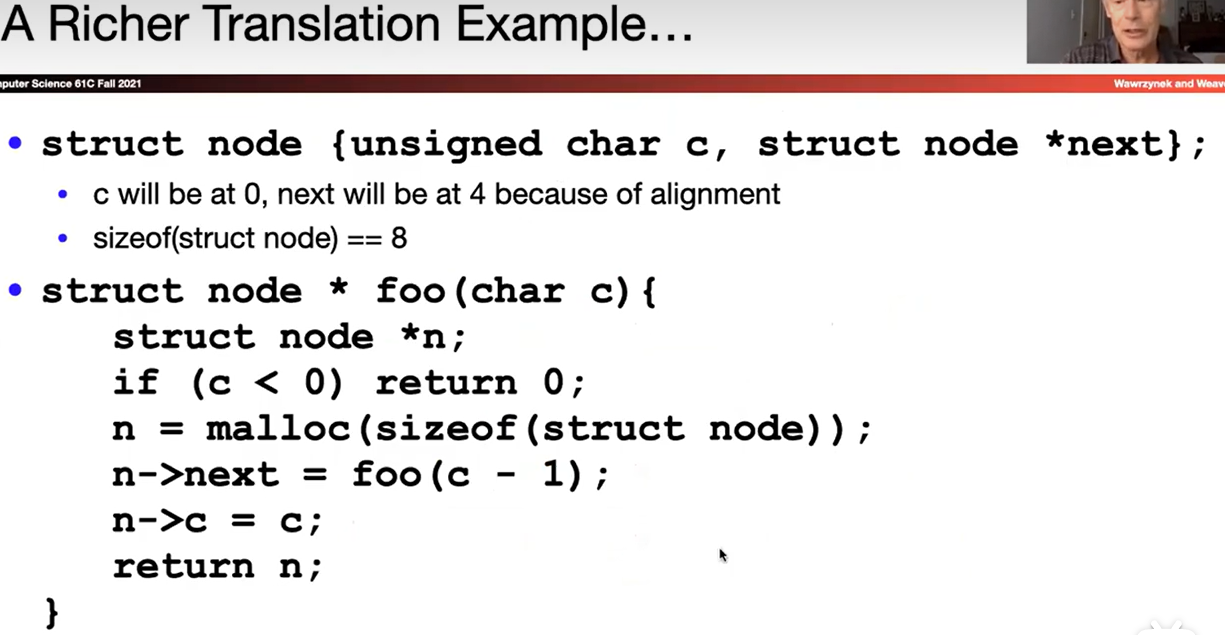 A Richer Translation Example...
puter Science 61C Fall 2021
Wawrzynek and Weav
• struct node {unsigned char c, struct node *next};
• c will be at 0, next will be at 4 because of alignment
• sizeof(struct node) == 8
• struct node * foo(char c){
struct node *n;
if (c < 0) return 0;
n = malloc(sizeof(struct node));
n->next = foo(c - 1);
n->c = c;
return n;
}